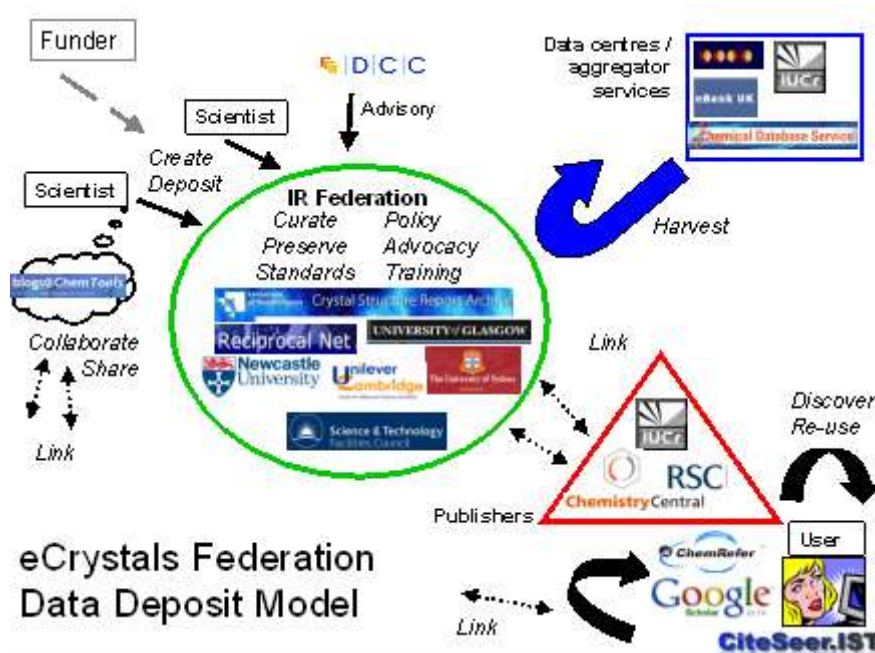 Funder
DCC
Advisory
Data centres /
aggregator
services
IUCr
eBank UK
Chemical Database Service
Scientist
Create
Deposit
Scientist
IR Federation
Curate Policy
Preserve Advocacy
Standards Training
Harvest
blogs@Chem Tools
Crystal Structure Report Archive
Reciprocal Net
UNIVERSITY of GLASGOW
Newcastle
University
Unilever
Cambridge
The University of Sydney
Science & Technology
Facilities Council
Collaborate
Share
Link
Link
IUCr
RSC
ChemistryCentral
Publishers
Discover
Re-use
User
ChemRefer
Google
Scholar
CiteSeer.IST
Link
eCrystals Federation
Data Deposit Model